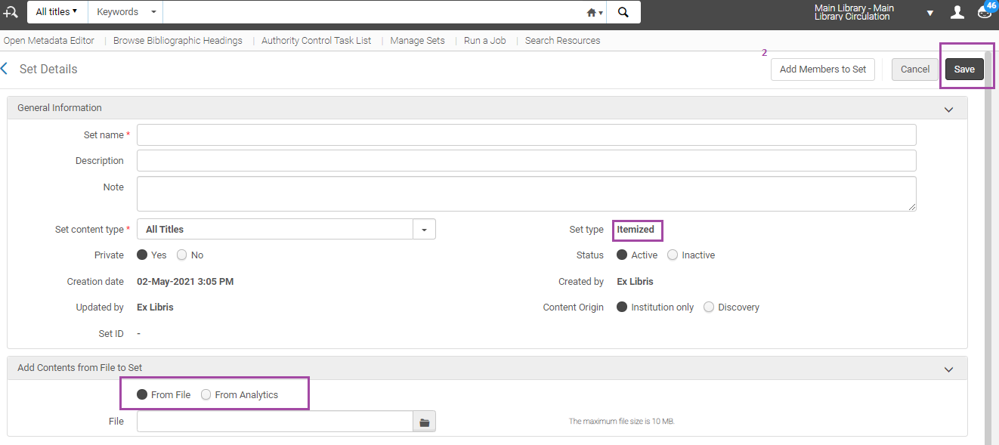 All titles Keywords Main Library - Main
Library Circulation 46
Open Metadata Editor Browse Bibliographic Headings Authority Control Task List Manage Sets Run a Job Search Resources
2
Set Details Add Members to Set Cancel Save
General Information
Set name *
Description
Note
Set content type * All Titles Set type Itemized
Private Yes No Status Active Inactive
Creation date 02-May-2021 3:05 PM Created by Ex Libris
Updated by Ex Libris Content Origin Institution only Discovery
Set ID -
Add Contents from File to Set
From File From Analytics
File The maximum file size is 10 MB.